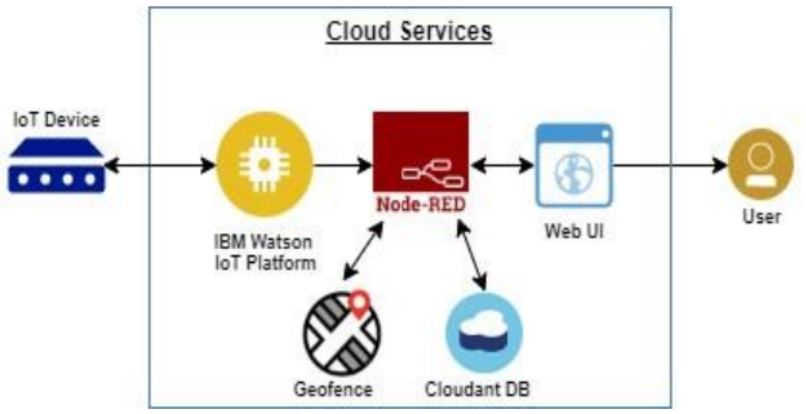 Cloud Services
IoT Device
Node-RED
IBM Watson
IoT Platform
Web UI
User
Geofence
Cloudant DB